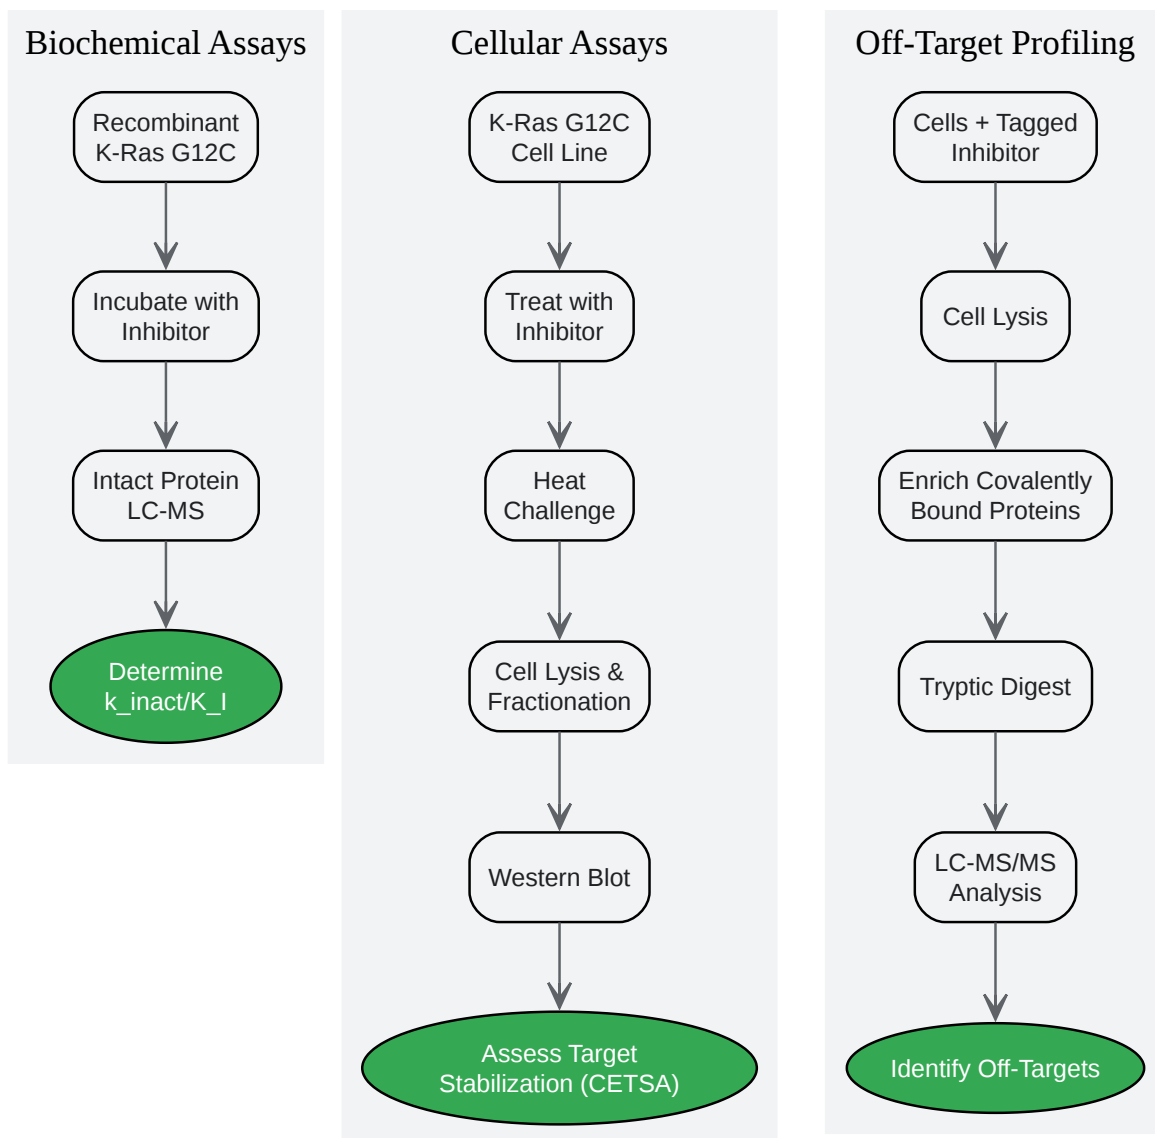 Biochemical Assays
Recombinant
K-Ras G12C
Incubate with
Inhibitor
Intact Protein
LC-MS
Determine
k_inact/K_I
Cellular Assays
K-Ras G12C
Cell Line
Treat with
Inhibitor
Heat
Challenge
Cell Lysis &
Fractionation
Western Blot
Assess Target
Stabilization (CETSA)
Off-Target Profiling
Cells + Tagged
Inhibitor
Cell Lysis
Enrich Covalently
Bound Proteins
Tryptic Digest
LC-MS/MS
Analysis
Identify Off-Targets